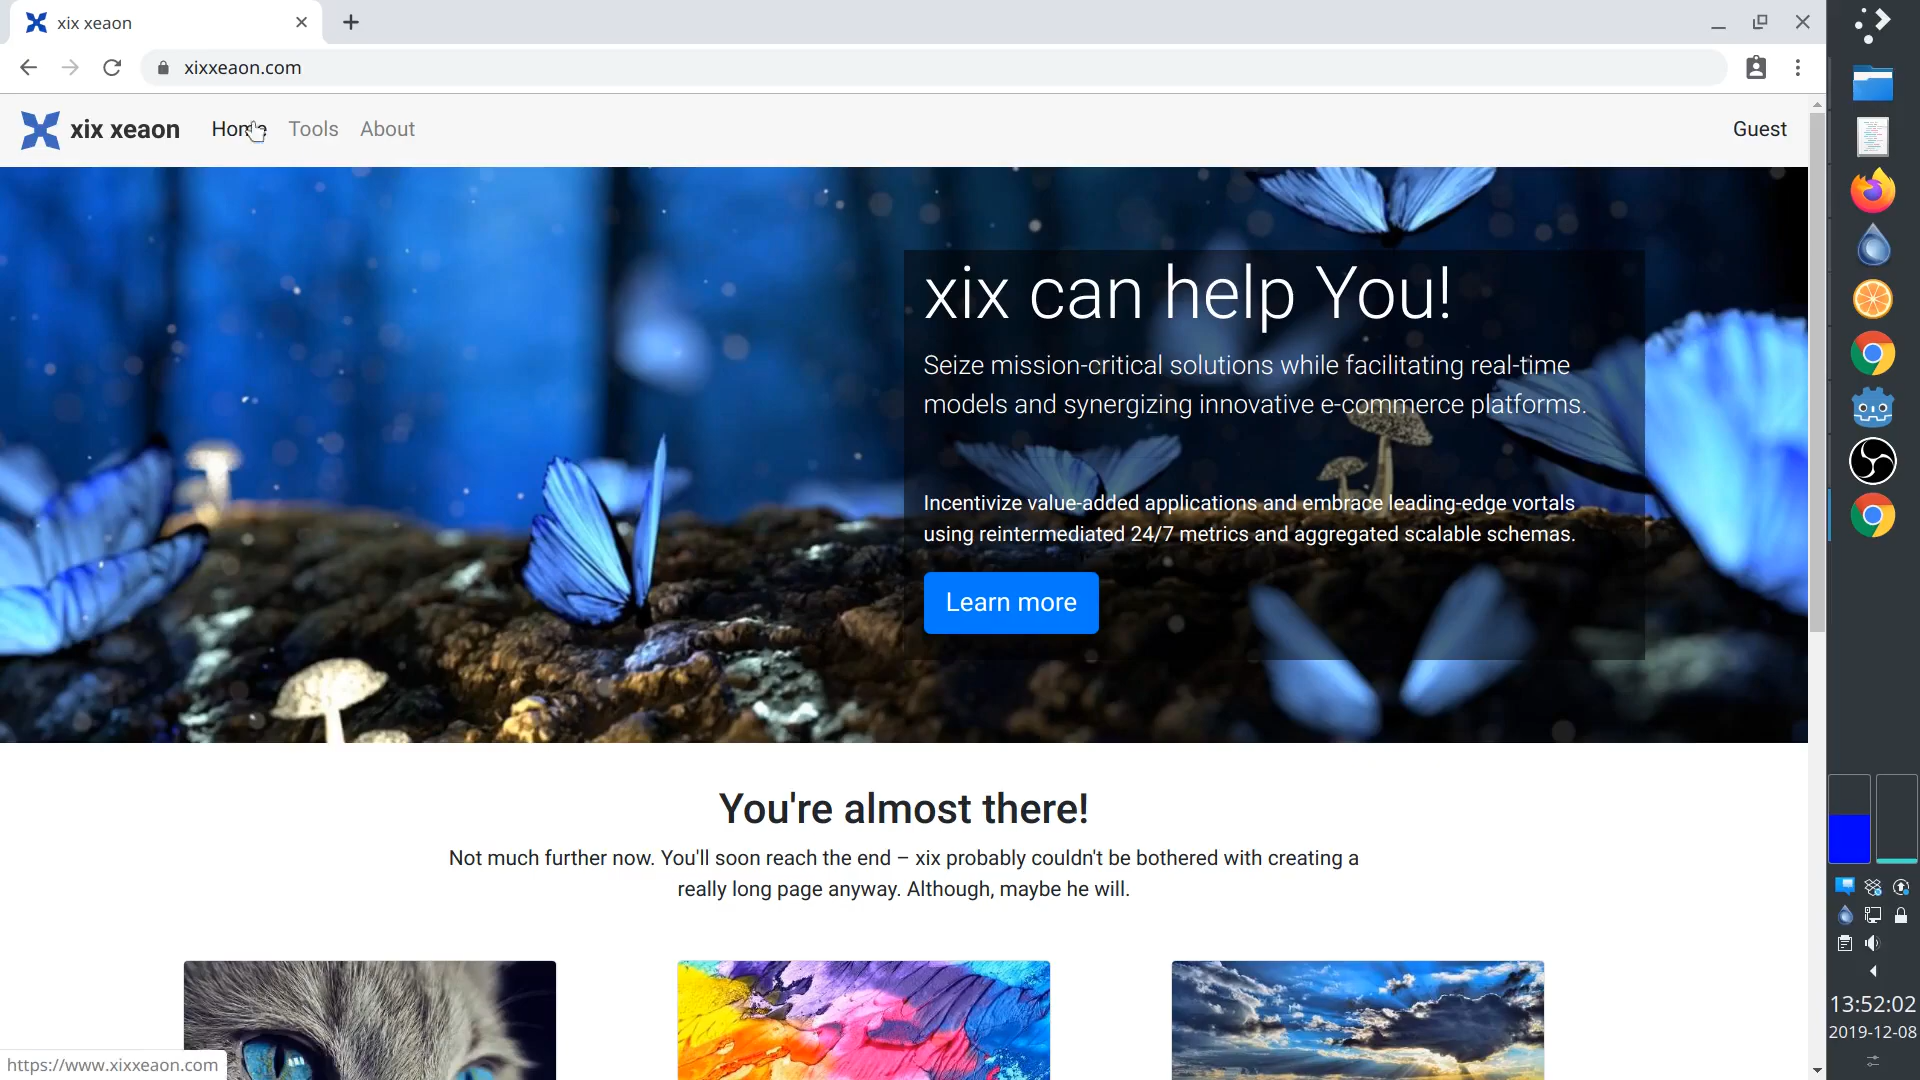 xix xeaon
xixxeaon.com
xix xeaon
Home
Tools
About
Guest
xix can help You!
Seize mission-critical solutions while facilitating real-time
models and synergizing innovative e-commerce platforms.
Incentivize value-added applications and embrace leading-edge vortals
using reintermediated 24/7 metrics and aggregated scalable schemas.
Learn more
You're almost there!
Not much further now. You'll soon reach the end – xix probably couldn't be bothered with creating a
really long page anyway. Although, maybe he will.
https://www.xixxeaon.com
13:52:02
2019-12-08